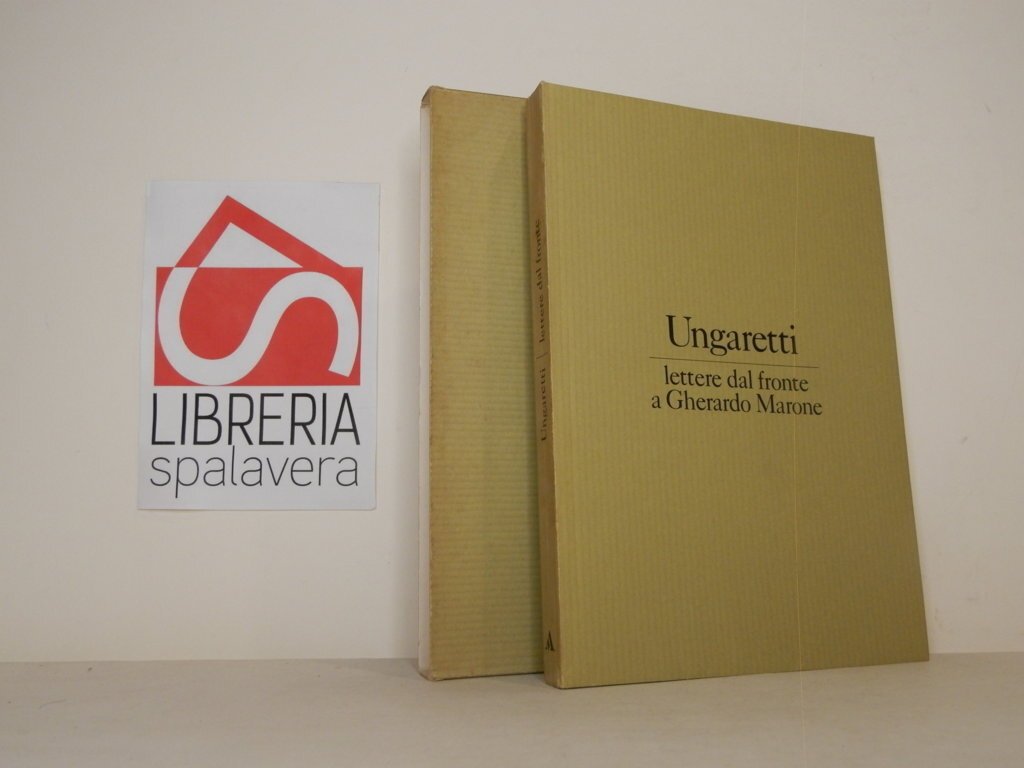 LIBRERIA
spalavera
Ungaretti | lettere dal fronte
A
Ungaretti
lettere dal fronte
a Gherardo Marone